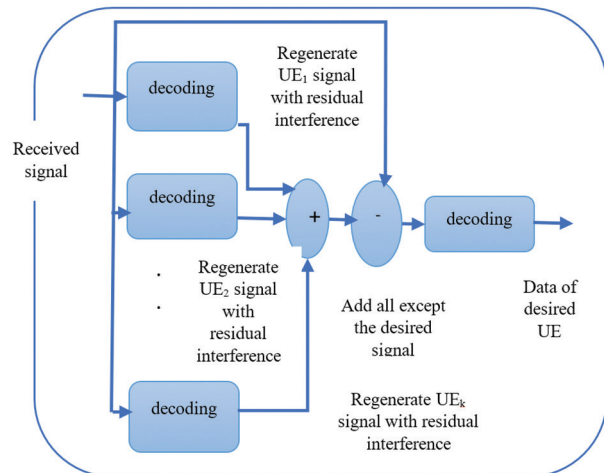 decoding
Regenerate
UE₁ signal
with residual
interference
Received
signal
decoding
+
-
decoding
.
.
Regenerate
UE₂ signal
with
residual
interference
Add all except
the desired
signal
Data of
desired
UE
decoding
Regenerate UEₖ
signal with residual
interference